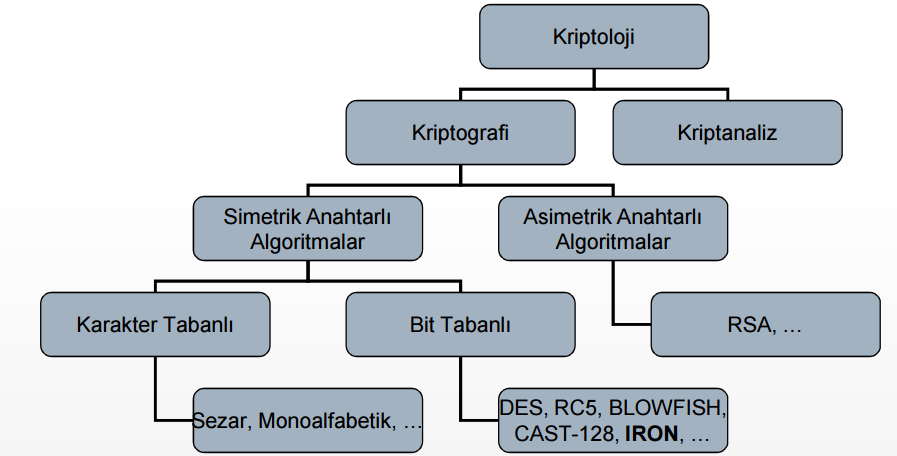 Kriptoloji
Kriptografi
Kriptanaliz
Simetrik Anahtarlı
Algoritmalar
Asimetrik Anahtarlı
Algoritmalar
Karakter Tabanlı
Bit Tabanlı
RSA, …
Sezar, Monoalfabetik, …
DES, RC5, BLOWFISH,
CAST-128, IRON, …